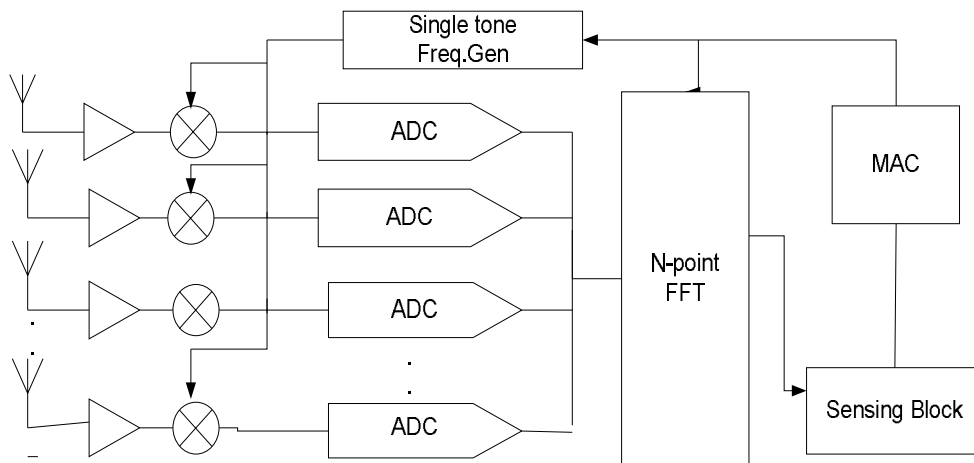 Single tone
Freq.Gen
ADC
MAC
ADC
N-point
FFT
ADC
ADC
Sensing Block